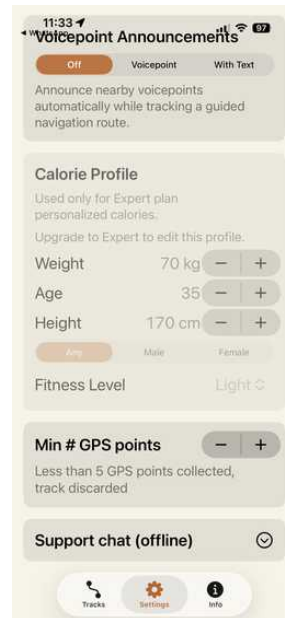 11:33
97
WhatsApp
Voicepoint Announcements
Off Voicepoint With Text
Announce nearby voicepoints
automatically while tracking a guided
navigation route.
Calorie Profile
Used only for Expert plan
personalized calories.
Upgrade to Expert to edit this profile.
Weight 70 kg − +
Age 35 − +
Height 170 cm − +
Any Male Female
Fitness Level Light
Min # GPS points − +
Less than 5 GPS points collected,
track discarded
Support chat (offline)
Tracks Settings Info